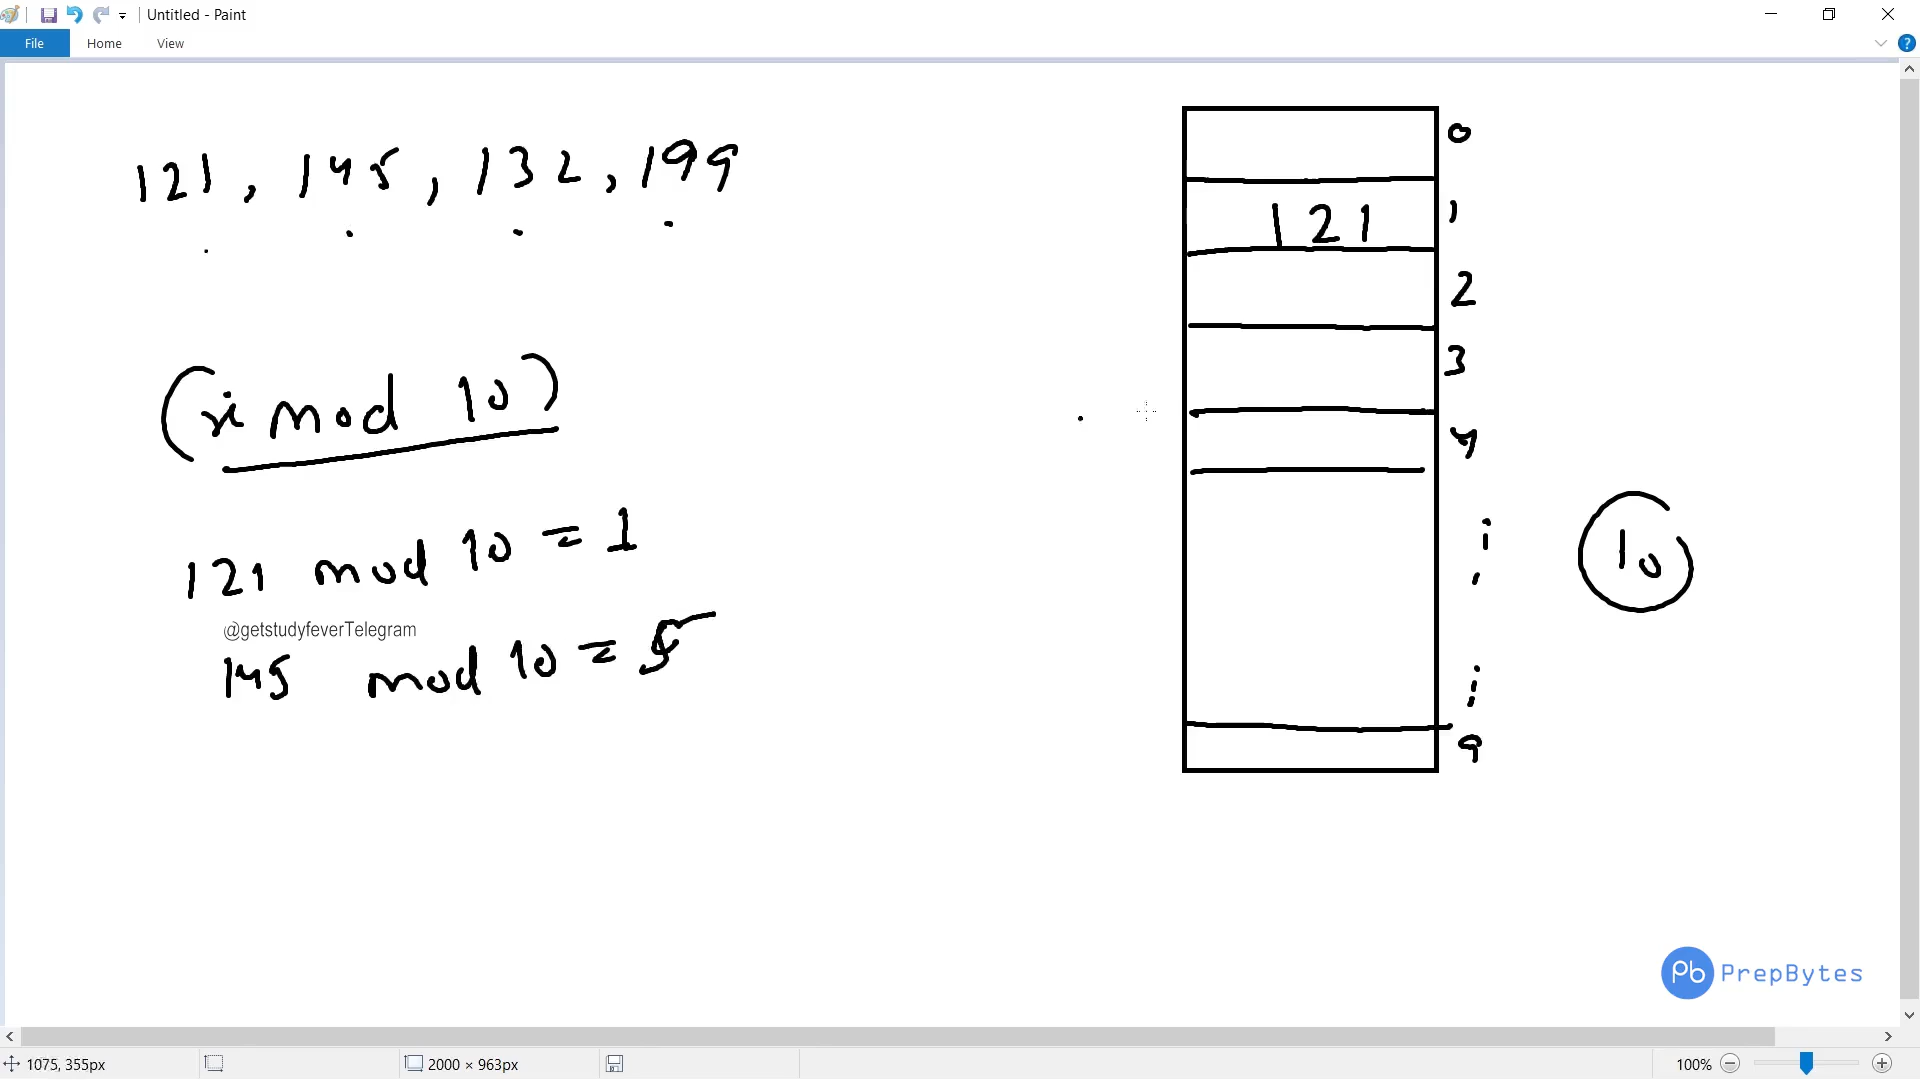 Untitled - Paint
File Home View
121, 145, 132, 199
(x mod 10)
121 mod 10 = 1
@getstudyfeverTelegram
145 mod 10 = 5
0
121 1
2
3
4
10
9
Pb PrepBytes
1075, 355px 2000 × 963px 100%